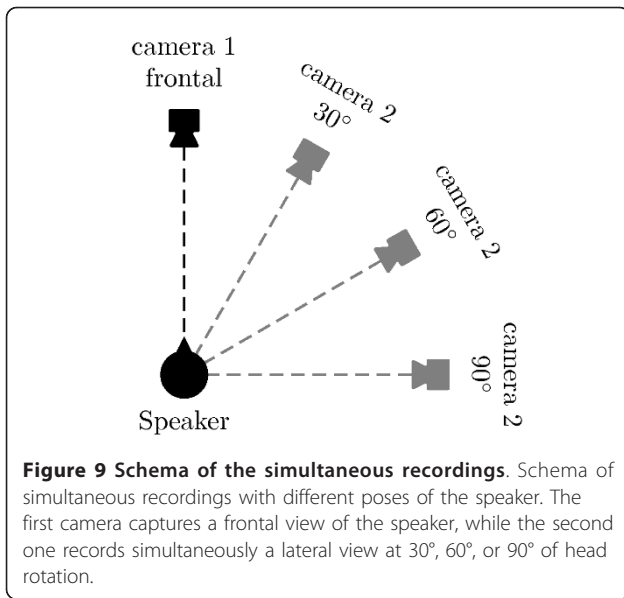 camera 1
frontal
camera 2
30°
camera 2
60°
camera 2
90°
Speaker
Figure 9 Schema of the simultaneous recordings. Schema of
simultaneous recordings with different poses of the speaker. The
first camera captures a frontal view of the speaker, while the second
one records simultaneously a lateral view at 30°, 60°, or 90° of head
rotation.